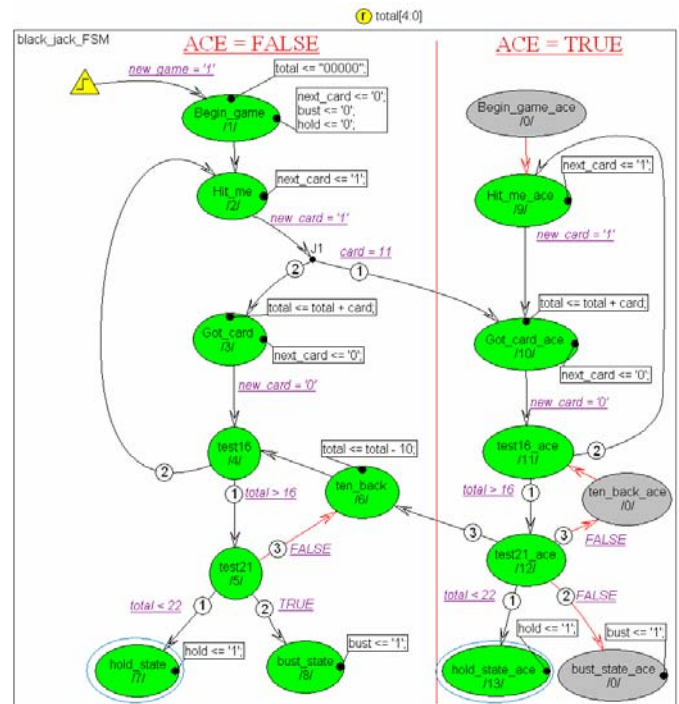 r total[4:0]
black_jack_FSM
ACE = FALSE
ACE = TRUE
new_game = '1'
total <= "00000";
Begin_game
/1/
next_card <= '0';
bust <= '0';
hold <= '0';
Begin_game_ace
/0/
Hit_me
/2/
next_card <= '1';
next_card <= '1';
Hit_me_ace
/9/
new_card = '1'
new_card = '1'
J1
card = 11
2
1
total <= total + card;
total <= total + card;
Got_card
/3/
next_card <= '0';
Got_card_ace
/10/
next_card <= '0';
new_card = '0'
new_card = '0'
total <= total - 10;
test16
/4/
2
test16_ace
/11/
2
1
total > 16
ten_back
/6/
total > 16
1
ten_back_ace
/0/
3
FALSE
3
3
FALSE
test21
/5/
test21_ace
/12/
total < 22
1
2
TRUE
total < 22
1
2
FALSE
hold_state
/7/
hold <= '1';
bust_state
/8/
bust <= '1';
hold <= '1';
bust <= '1';
hold_state_ace
/13/
bust_state_ace
/0/